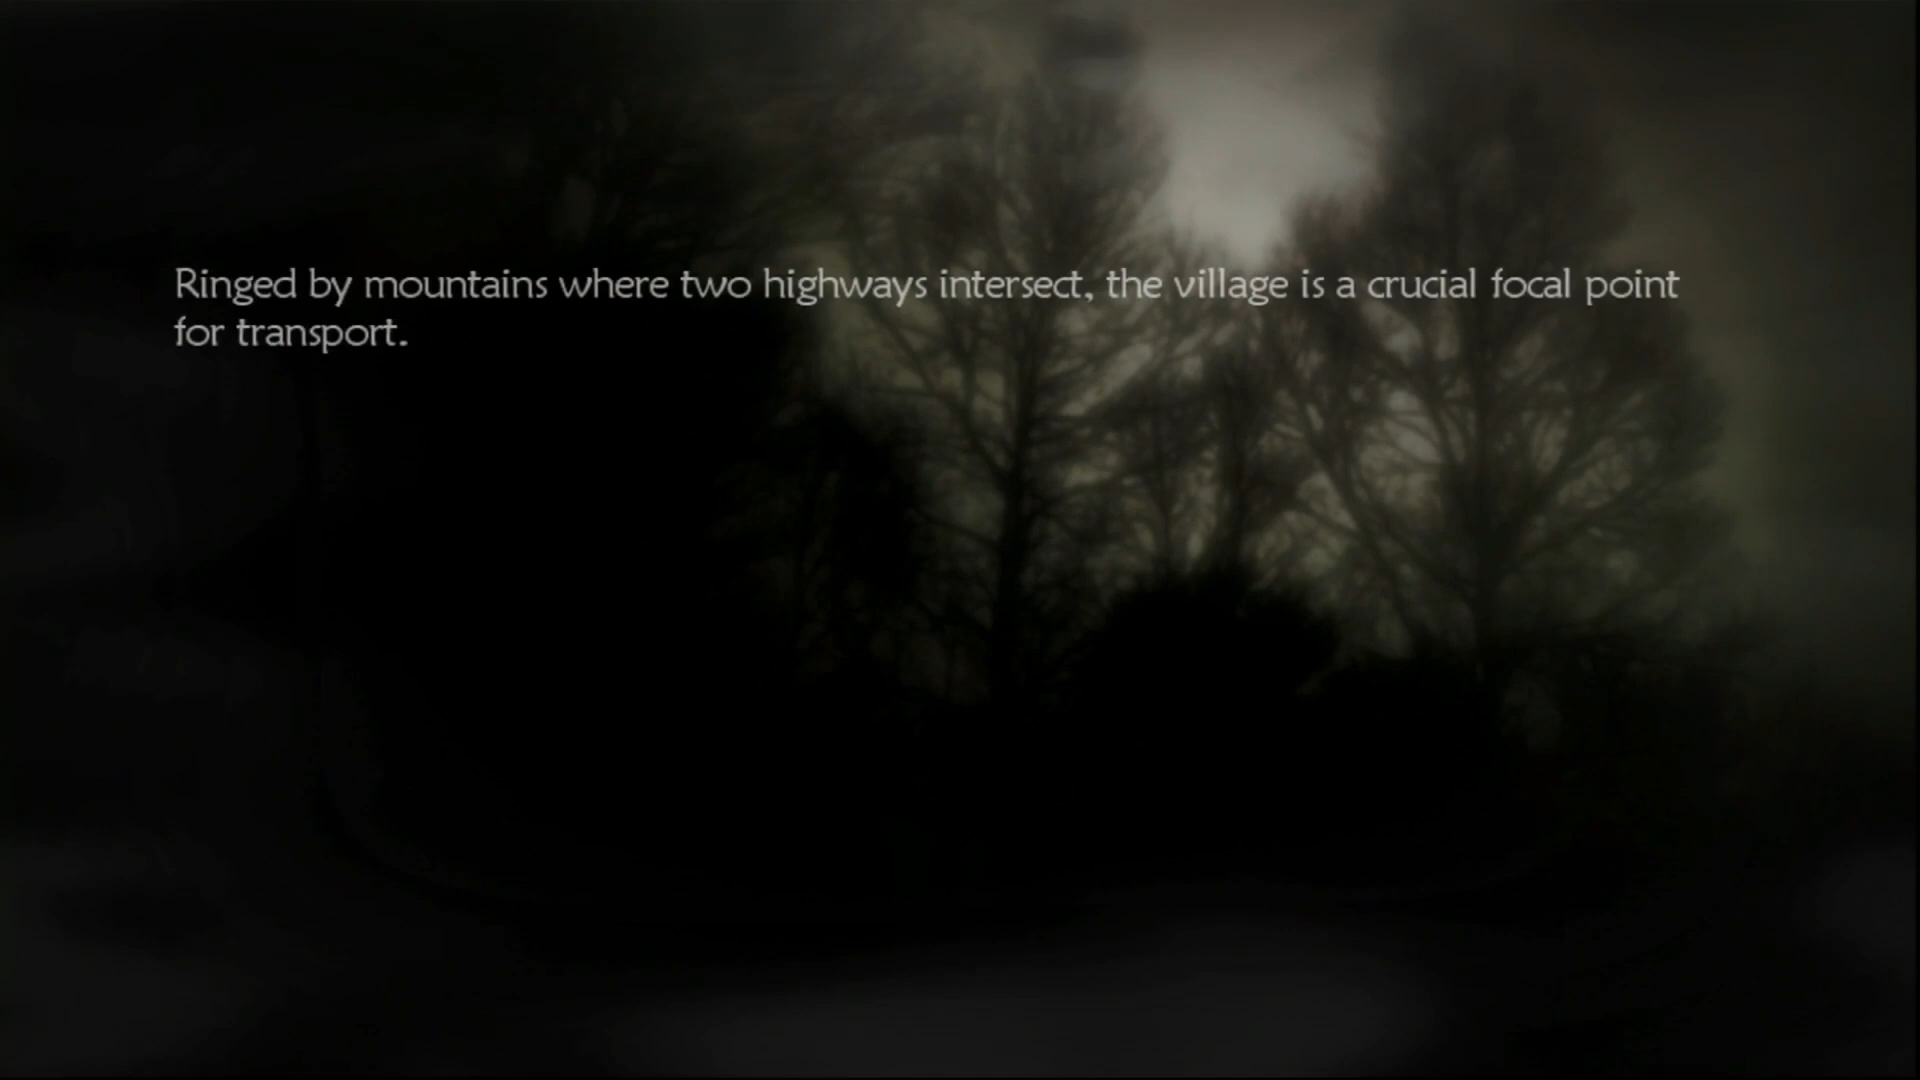 Ringed by mountains where two highways intersect, the village is a crucial focal point
for transport.